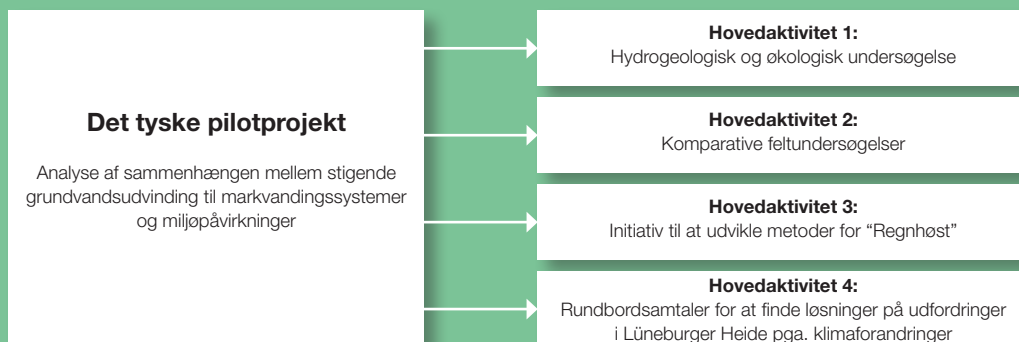 Det tyske pilotprojekt
Analyse af sammenhængen mellem stigende
grundvandsudvinding til markvandingssystemer
og miljøpåvirkninger
Hovedaktivitet 1:
Hydrogeologisk og økologisk undersøgelse
Hovedaktivitet 2:
Komparative feltundersøgelser
Hovedaktivitet 3:
Initiativ til at udvikle metoder for “Regnhøst”
Hovedaktivitet 4:
Rundbordsamtaler for at finde løsninger på udfordringer
i Lüneburger Heide pga. klimaforandringer